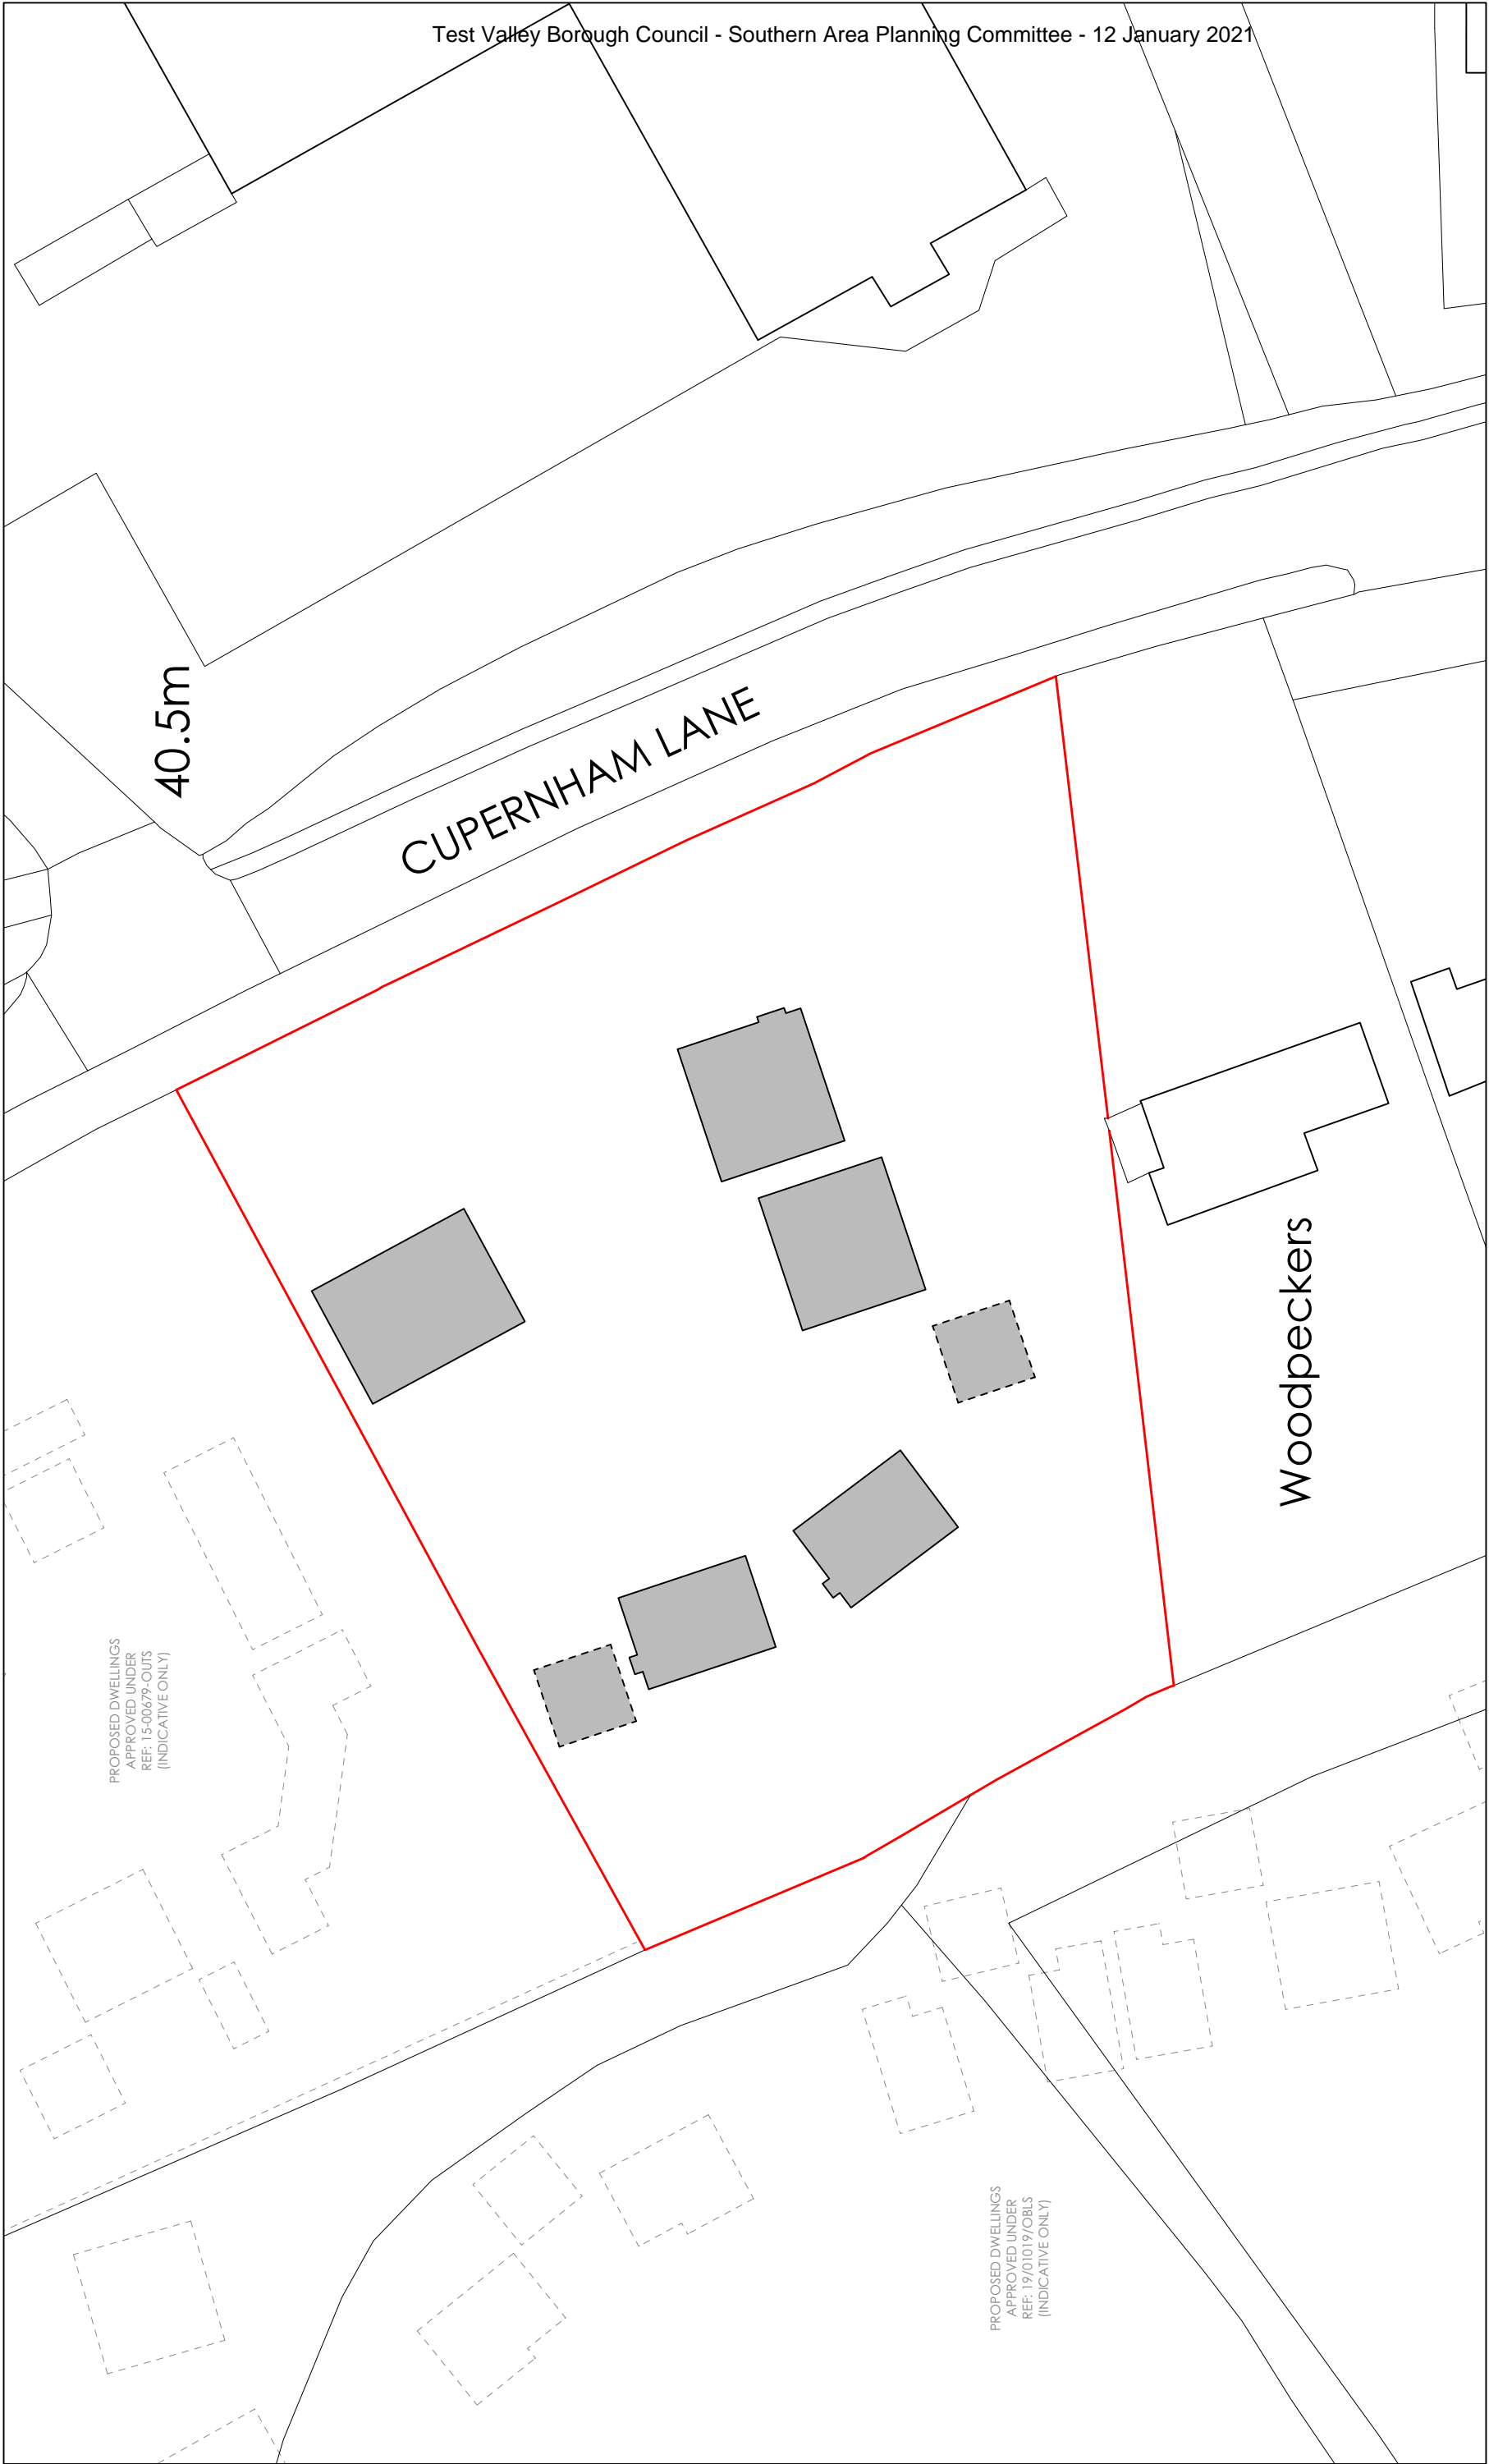 Test Valley Borough Council - Southern Area Planning Committee - 12 January 2021
40.5m
CUPERNHAM LANE
Woodpeckers
PROPOSED DWELLINGS
APPROVED UNDER
REF: 15-00679-OUTS
(INDICATIVE ONLY)
PROPOSED DWELLINGS
APPROVED UNDER
REF: 19/01019/OBLS
(INDICATIVE ONLY)